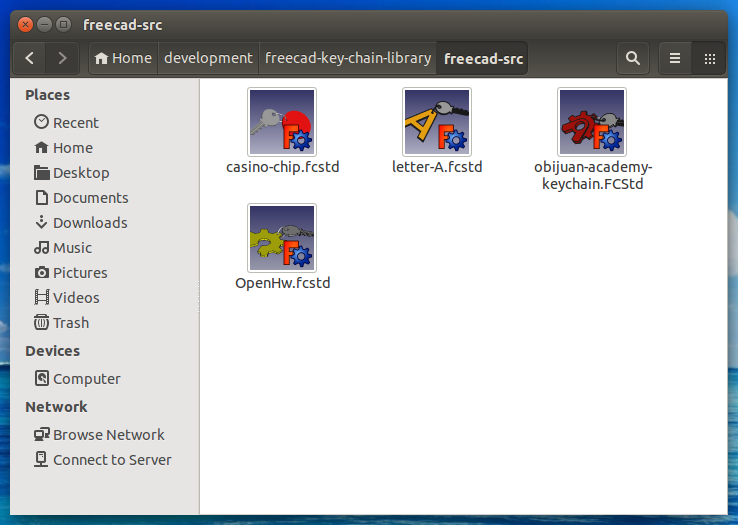 freecad-src
Home development freecad-key-chain-library freecad-src
Places
Recent
Home
Desktop
Documents
Downloads
Music
Pictures
Videos
Trash
Devices
Computer
Network
Browse Network
Connect to Server
casino-chip.fcstd
letter-A.fcstd
obijuan-academy-
keychain.FCStd
OpenHw.fcstd